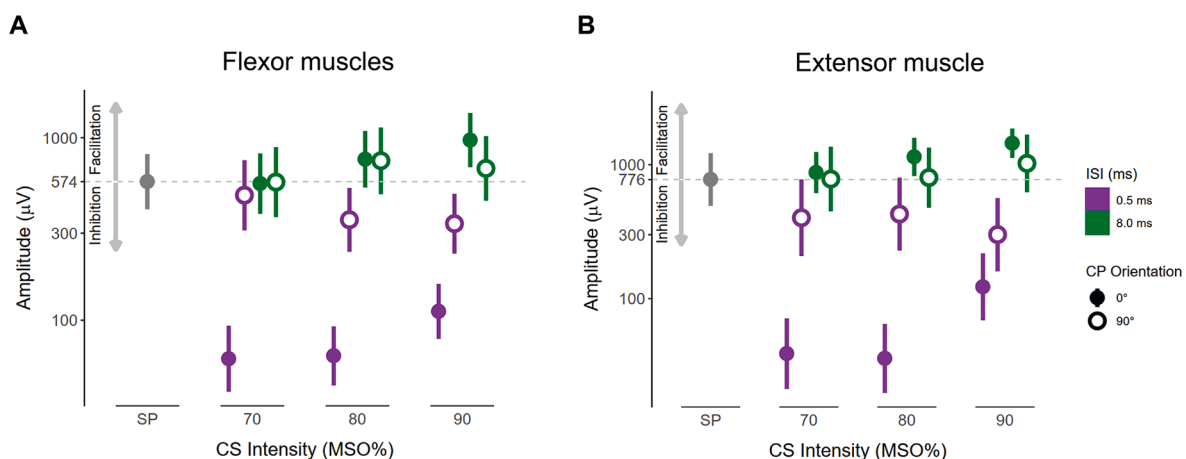 A
Flexor muscles
Amplitude (μV)
1000
574
300
100
Facilitation
Inhibition
SP
70
80
90
CS Intensity (MSO%)
B
Extensor muscle
Amplitude (μV)
1000
776
300
100
Facilitation
Inhibition
SP
70
80
90
CS Intensity (MSO%)
ISI (ms)
0.5 ms
8.0 ms
CP Orientation
0°
90°